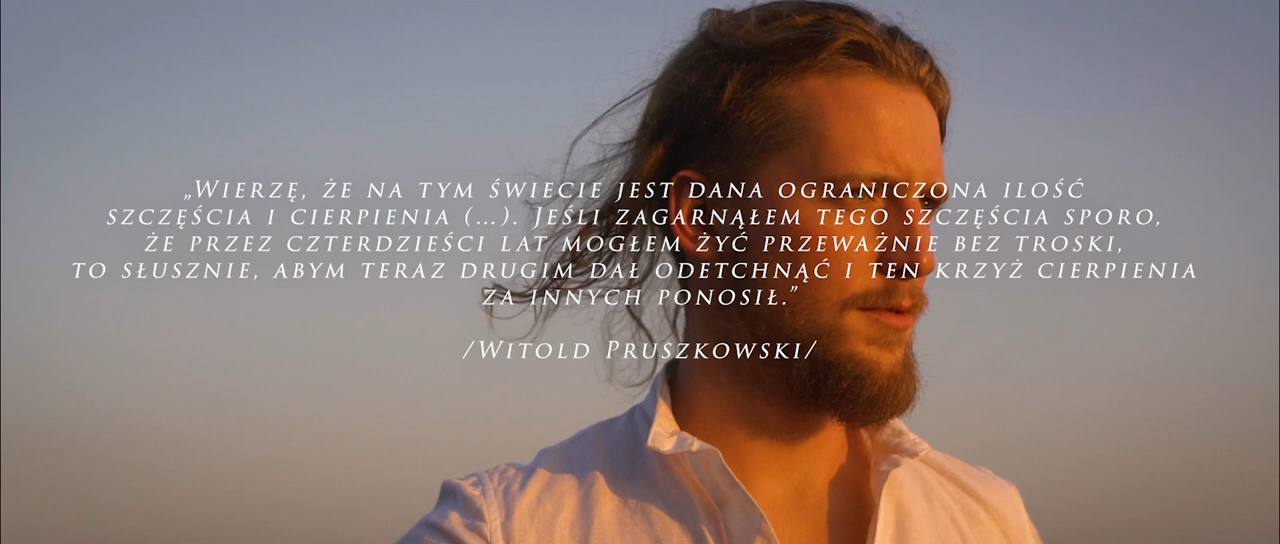 „Wierzę, że na tym świecie jest dana ograniczona ilość
szczęścia i cierpienia (...). Jeśli zagarnąłem tego szczęścia sporo,
że przez czterdzieści lat mogłem żyć przeważnie bez troski,
to słusznie, abym teraz drugim dał odetchnąć i ten krzyż cierpienia
za innych ponosił.”
/Witold Pruszkowski/